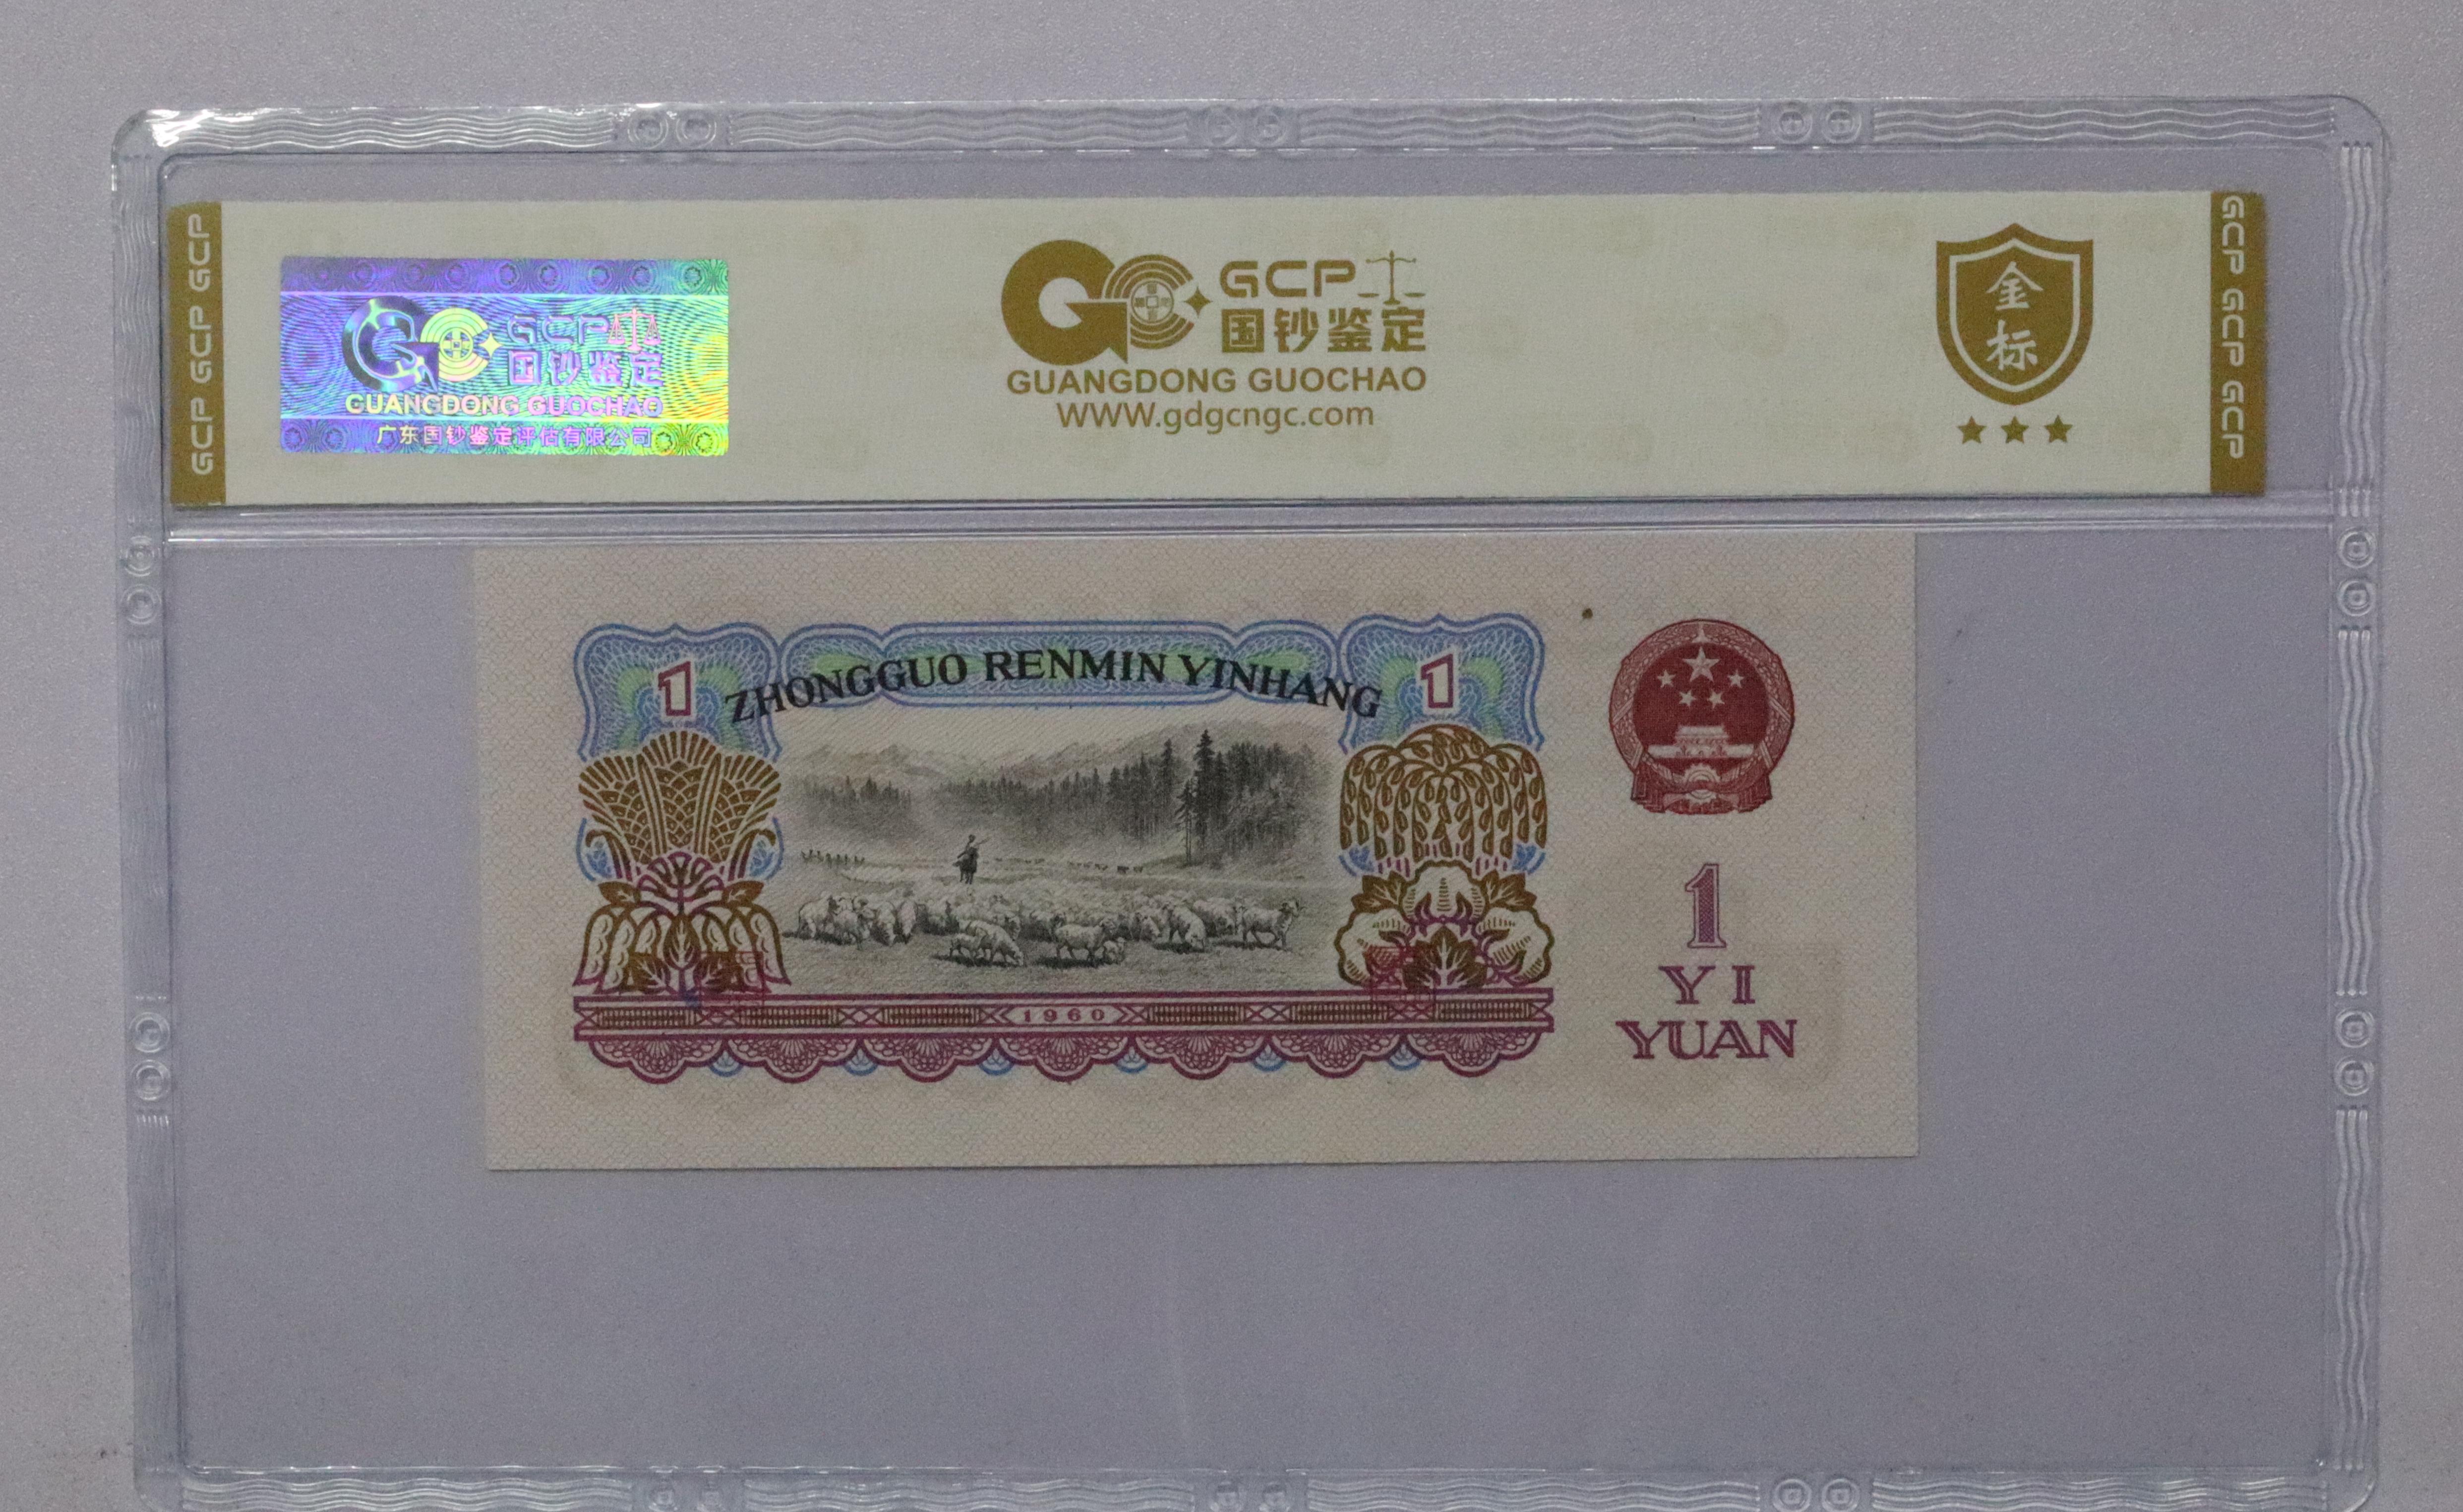 GCP GCP GCP
GCP
国钞鉴定
GUANGDONG GUOCHAO
广东国钞鉴定评估有限公司
GCP
国钞鉴定
GUANGDONG GUOCHAO
WWW.gdgcngc.com
金
标
GCP GCP GCP
1
ZHONGGUO RENMIN YINHANG
1
1960
1
YI
YUAN